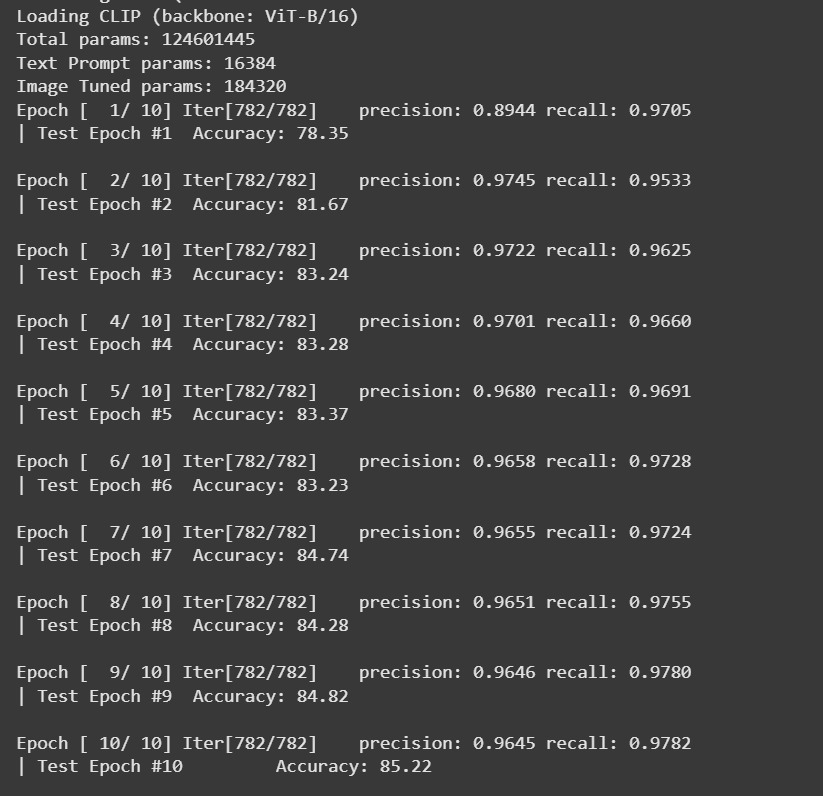 Loading CLIP (backbone: ViT-B/16)
Total params: 124601445
Text Prompt params: 16384
Image Tuned params: 184320
Epoch [  1/ 10] Iter[782/782]    precision: 0.8944 recall: 0.9705
| Test Epoch #1  Accuracy: 78.35
Epoch [  2/ 10] Iter[782/782]    precision: 0.9745 recall: 0.9533
| Test Epoch #2  Accuracy: 81.67
Epoch [  3/ 10] Iter[782/782]    precision: 0.9722 recall: 0.9625
| Test Epoch #3  Accuracy: 83.24
Epoch [  4/ 10] Iter[782/782]    precision: 0.9701 recall: 0.9660
| Test Epoch #4  Accuracy: 83.28
Epoch [  5/ 10] Iter[782/782]    precision: 0.9680 recall: 0.9691
| Test Epoch #5  Accuracy: 83.37
Epoch [  6/ 10] Iter[782/782]    precision: 0.9658 recall: 0.9728
| Test Epoch #6  Accuracy: 83.23
Epoch [  7/ 10] Iter[782/782]    precision: 0.9655 recall: 0.9724
| Test Epoch #7  Accuracy: 84.74
Epoch [  8/ 10] Iter[782/782]    precision: 0.9651 recall: 0.9755
| Test Epoch #8  Accuracy: 84.28
Epoch [  9/ 10] Iter[782/782]    precision: 0.9646 recall: 0.9780
| Test Epoch #9  Accuracy: 84.82
Epoch [ 10/ 10] Iter[782/782]    precision: 0.9645 recall: 0.9782
| Test Epoch #10         Accuracy: 85.22